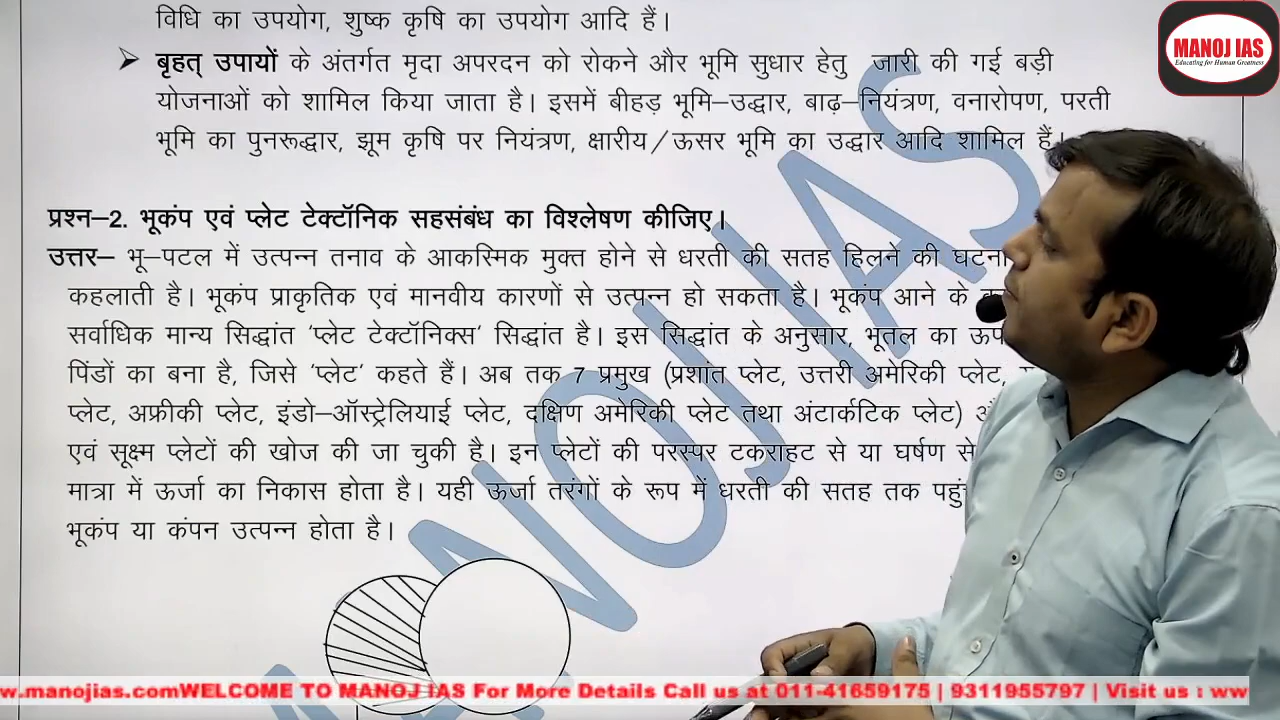 विधि का उपयोग, शुष्क कृषि का उपयोग आदि हैं।
➢ बृहत् उपायों के अंतर्गत मृदा अपरदन को रोकने और भूमि सुधार हेतु जारी की गई बड़ी
योजनाओं को शामिल किया जाता है। इसमें बीहड़ भूमि–उद्धार, बाढ़–नियंत्रण, वनारोपण, परती
भूमि का पुनरूद्धार, झूम कृषि पर नियंत्रण, क्षारीय/ऊसर भूमि का उद्धार आदि शामिल हैं।
MANOJ IAS
Educating for Human Greatness
प्रश्न–2. भूकंप एवं प्लेट टेक्टॉनिक सहसंबंध का विश्लेषण कीजिए।
उत्तर– भू–पटल में उत्पन्न तनाव के आकस्मिक मुक्त होने से धरती की सतह हिलने की घटना
कहलाती है। भूकंप प्राकृतिक एवं मानवीय कारणों से उत्पन्न हो सकता है। भूकंप आने के
सर्वाधिक मान्य सिद्धांत 'प्लेट टेक्टॉनिक्स' सिद्धांत है। इस सिद्धांत के अनुसार, भूतल का
पिंडों का बना है, जिसे 'प्लेट' कहते हैं। अब तक 7 प्रमुख (प्रशांत प्लेट, उत्तरी अमेरिकी प्लेट,
प्लेट, अफ्रीकी प्लेट, इंडो–ऑस्ट्रेलियाई प्लेट, दक्षिण अमेरिकी प्लेट तथा अंटार्कटिक प्लेट)
एवं सूक्ष्म प्लेटों की खोज की जा चुकी है। इन प्लेटों की परस्पर टकराहट से या घर्षण से
मात्रा में ऊर्जा का निकास होता है। यही ऊर्जा तरंगों के रूप में धरती की सतह तक
भूकंप या कंपन उत्पन्न होता है।
MANOJ IAS
w.manojias.comWELCOME TO MANOJ IAS For More Details Call us at 011-41659175 | 9311955797 | Visit us : ww